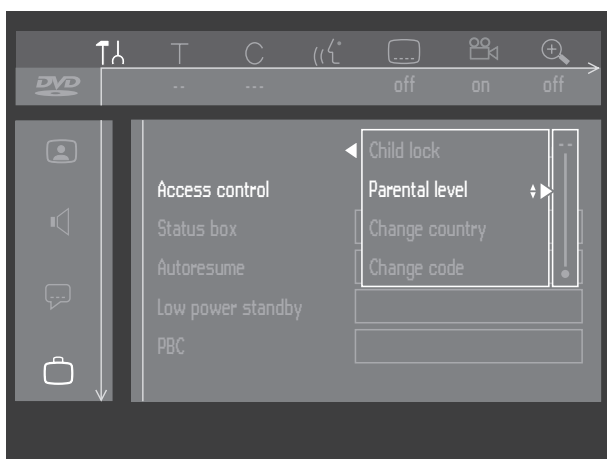 T C
DVD -- --- off on off
Child lock --
Access control Parental level
Status box Change country
Autoresume Change code
Low power standby
PBC